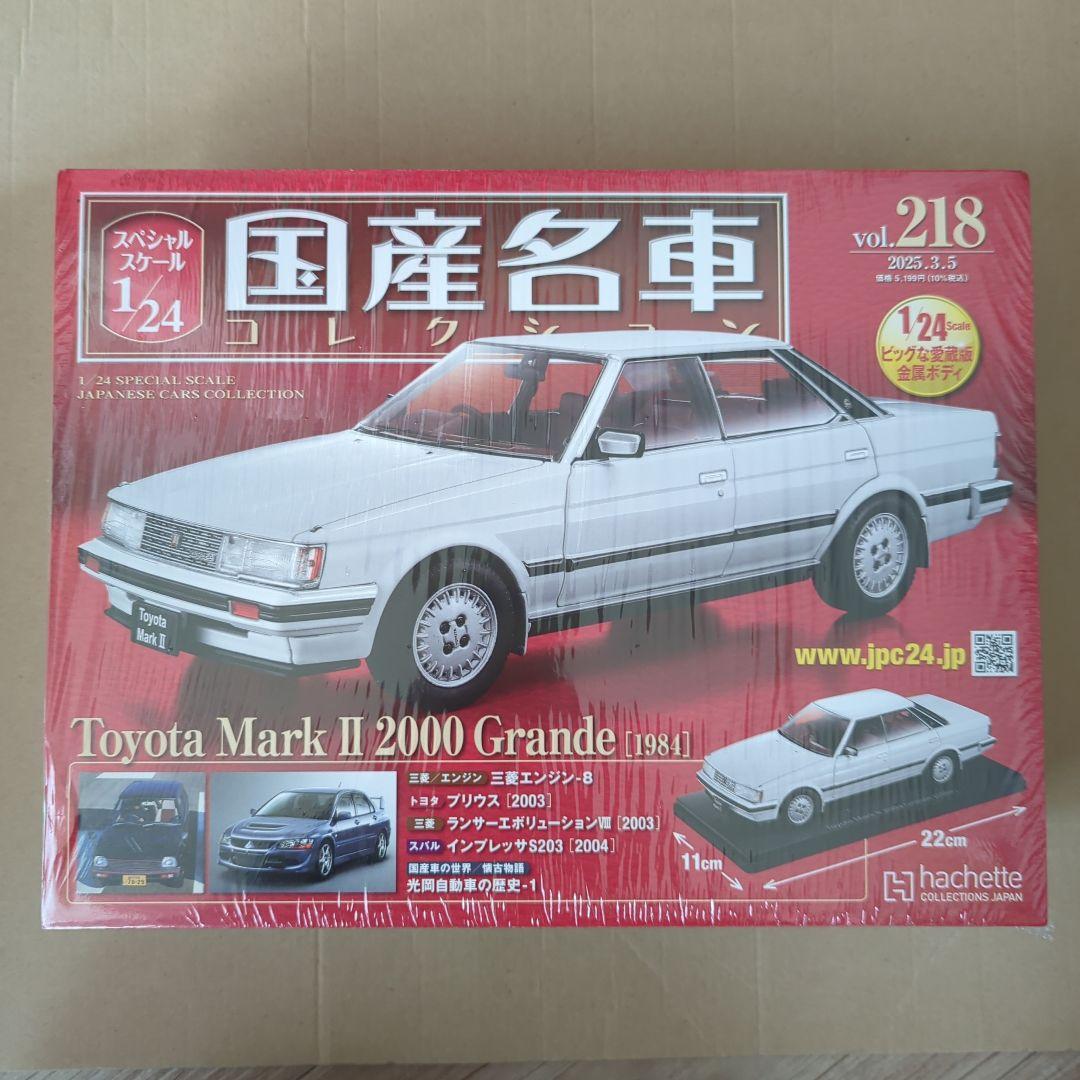 スペシャル
スケール
1/24
国産名車
コレクション
vol.218
2025.3.5
価格 5,199円(10%税込)
1/24 Scale
ビッグな愛蔵版
金属ボディ
1/24 SPECIAL SCALE
JAPANESE CARS COLLECTION
Toyota
Mark Ⅱ
www.jpc24.jp
Toyota Mark Ⅱ 2000 Grande [1984]
三菱/エンジン 三菱エンジン-8
トヨタ プリウス [2003]
三菱 ランサーエボリューションⅧ [2003]
スバル インプレッサS203 [2004]
国産車の世界/懐古物語
光岡自動車の歴史-1
11cm
22cm
hachette
COLLECTIONS JAPAN